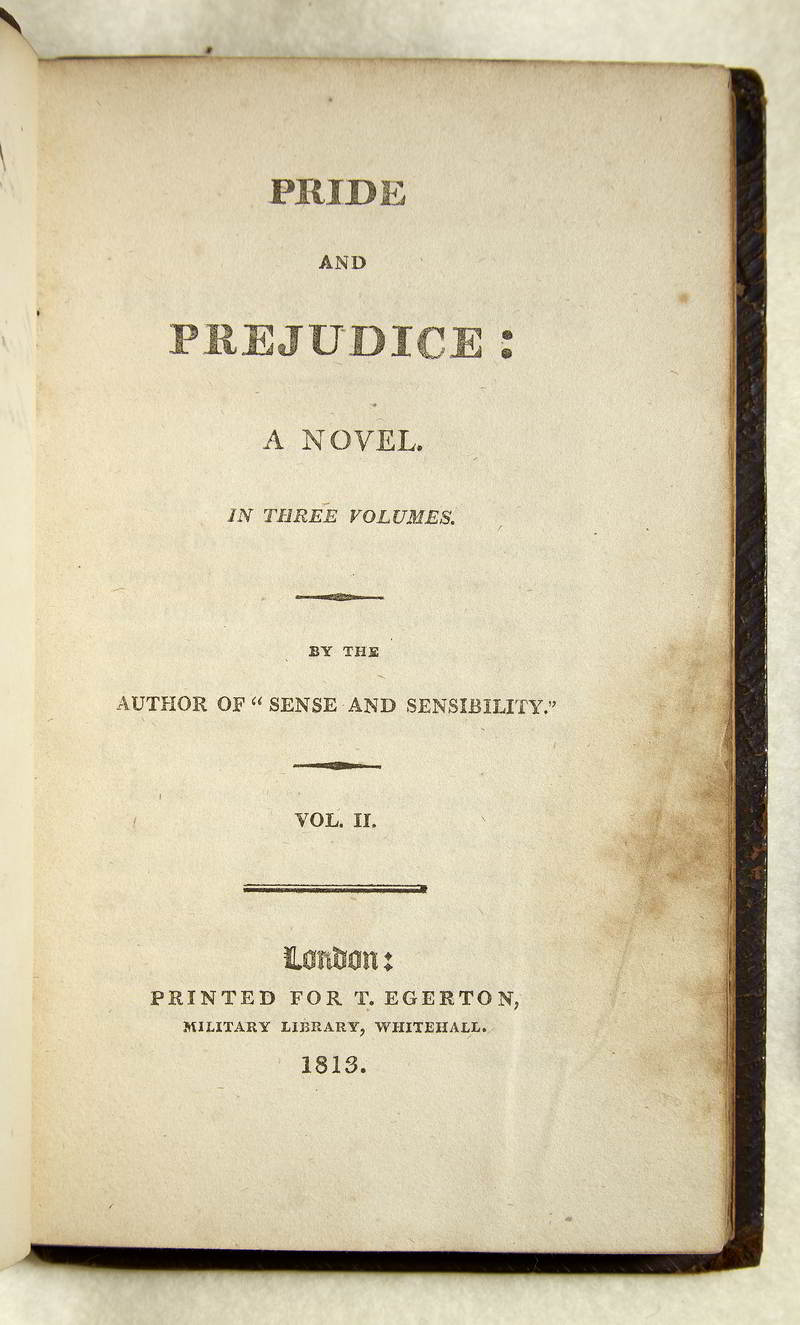 PRIDE
AND
PREJUDICE :
A NOVEL.
IN THREE VOLUMES.
BY THE
AUTHOR OF “ SENSE AND SENSIBILITY.”
VOL. II.
London:
PRINTED FOR T. EGERTON,
MILITARY LIBRARY, WHITEHALL.
1813.